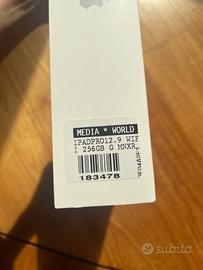 MEDIA * WORLD
IPADPRO12.9 WIF
I 256GB G MNXR
183478
subito